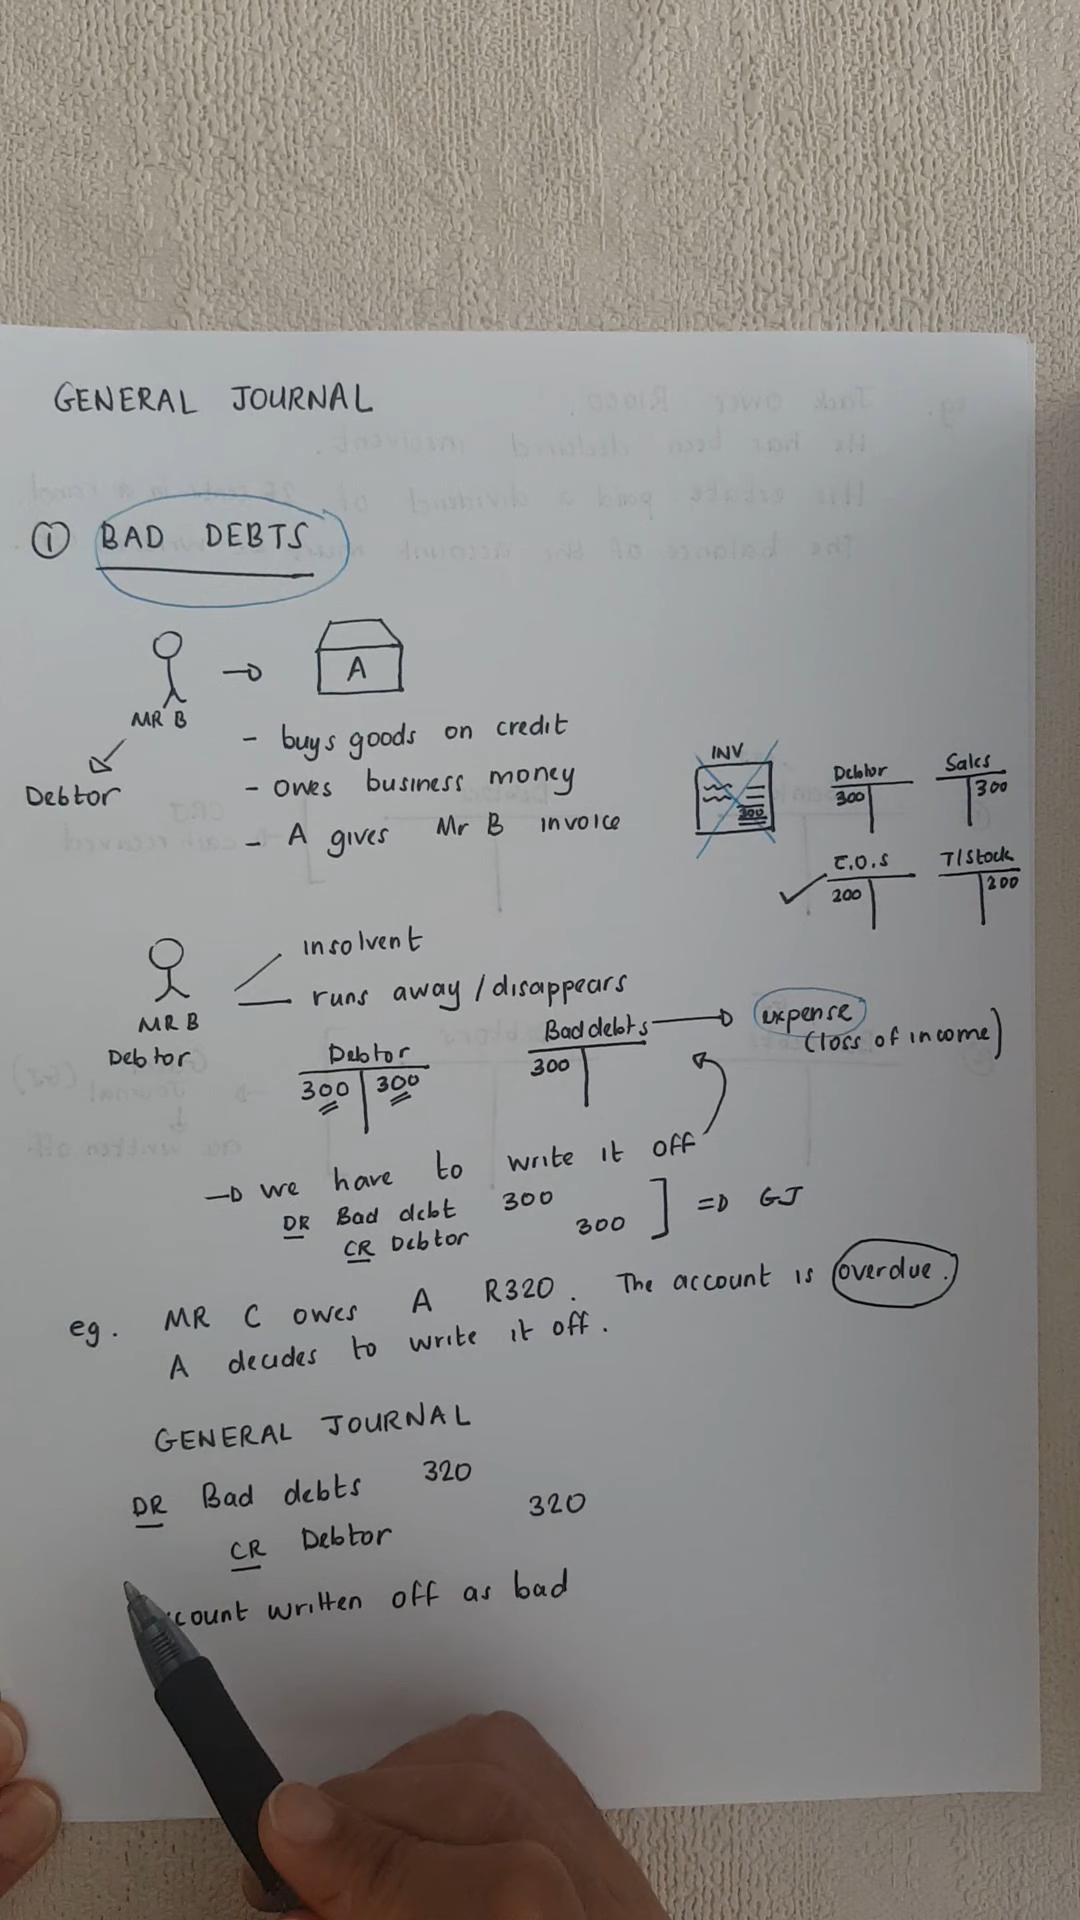 GENERAL JOURNAL
① BAD DEBTS
A
MR B
Debtor
- buys goods on credit
- owes business money
- A gives Mr B invoice
INV
300
Debtor
300
Sales
300
C.O.S
200
T/Stock
200
insolvent
runs away / disappears
MR B
Debtor
Debtor
300 300
Bad debts
300
expense
(loss of income)
we have to write it off
DR Bad debt 300
CR Debtor 300
=D GJ
eg. MR C owes A R320. The account is overdue.
A decides to write it off.
GENERAL JOURNAL
DR Bad debts 320
CR Debtor 320
ccount written off as bad